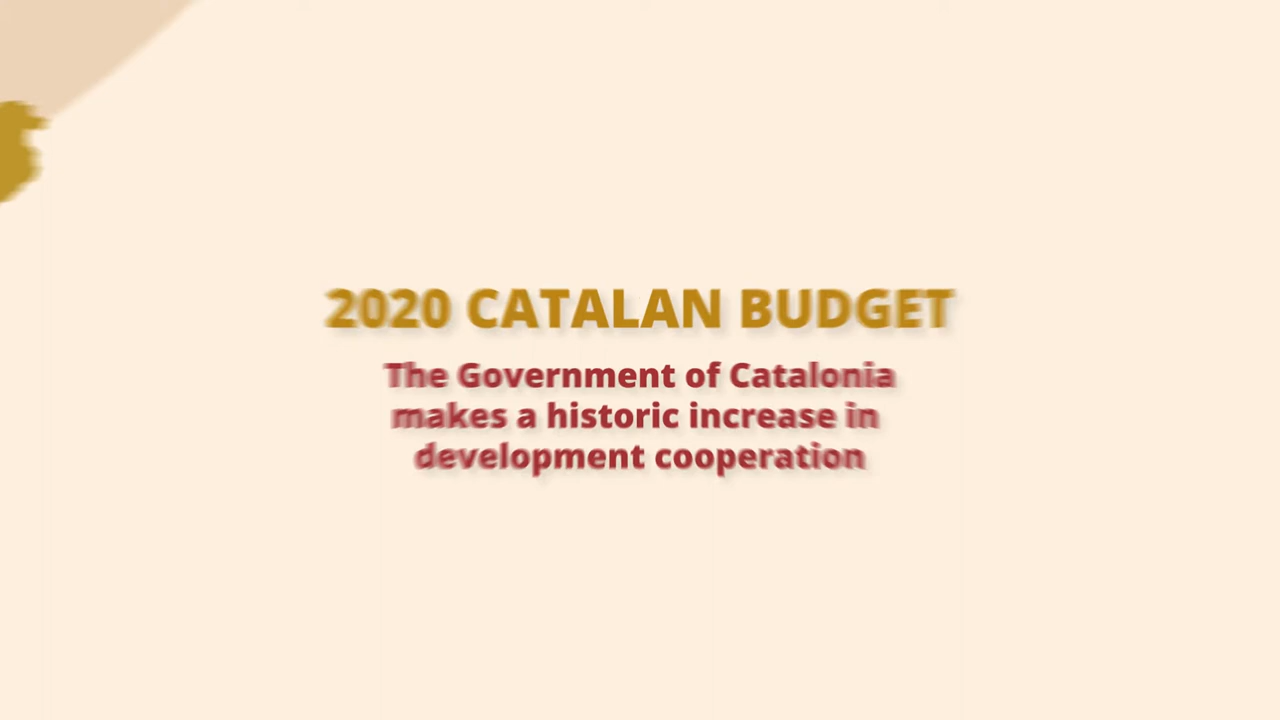 2020 CATALAN BUDGET
The Government of Catalonia
makes a historic increase in
development cooperation